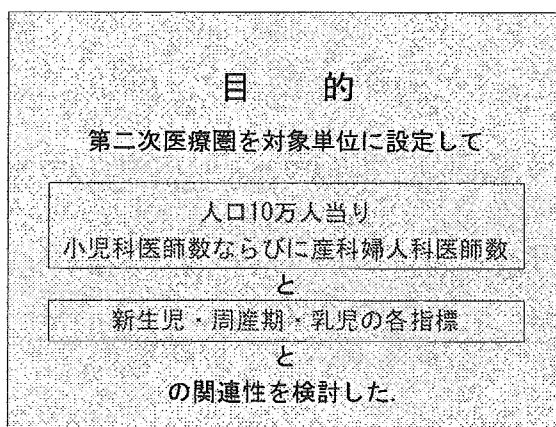 目　　的
第二次医療圏を対象単位に設定して
人口10万人当り
小児科医師数ならびに産科婦人科医師数
と
新生児・周産期・乳児の各指標
と
の関連性を検討した.